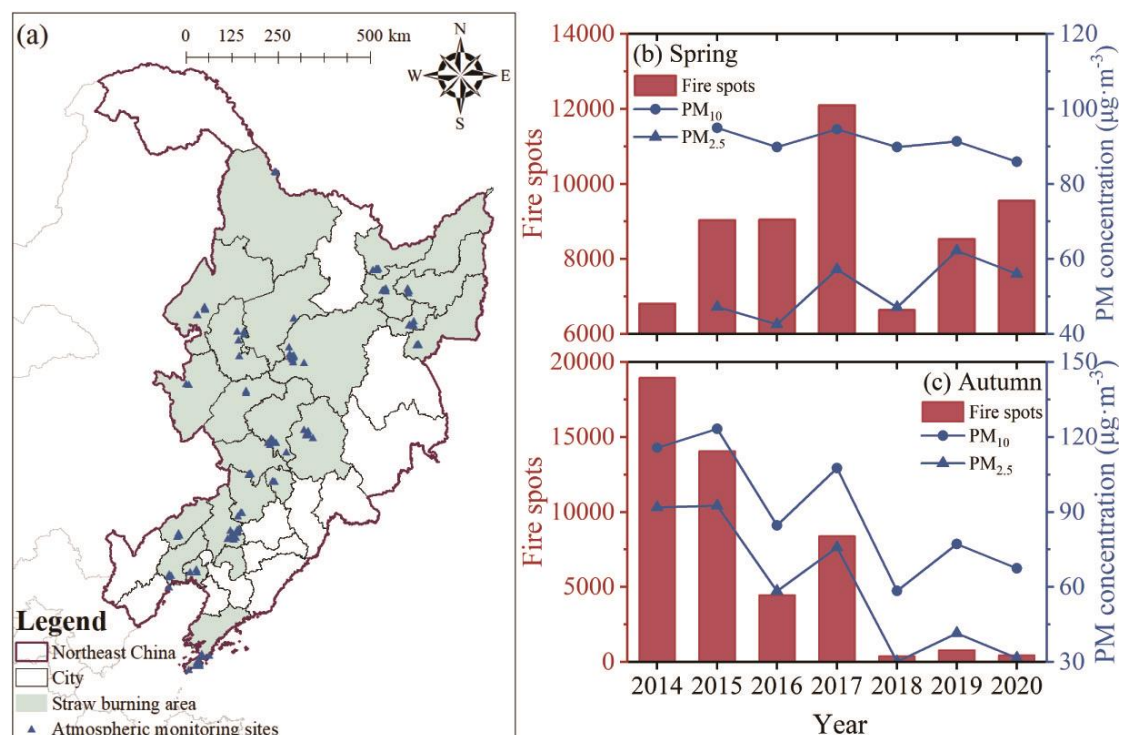 (a)
0 125 250 500 km
N
W E
S
Legend
Northeast China
City
Straw burning area
Atmospheric monitoring sites
(b) Spring
Fire spots
PM₁₀
PM₂.₅
14000
12000
10000
8000
6000
Fire spots
120
100
80
60
40
PM concentration (μg·m⁻³)
(c) Autumn
Fire spots
PM₁₀
PM₂.₅
20000
15000
10000
5000
0
Fire spots
150
120
90
60
30
PM concentration (μg·m⁻³)
2014 2015 2016 2017 2018 2019 2020
Year